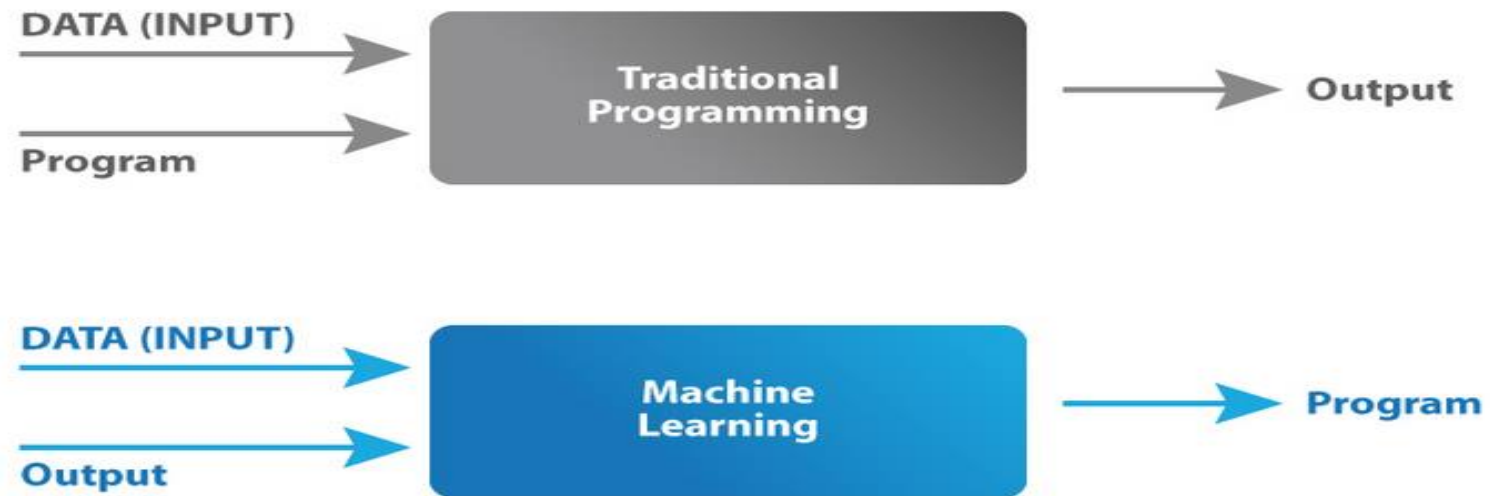 DATA (INPUT)
Program
Traditional
Programming
Output
DATA (INPUT)
Output
Machine
Learning
Program